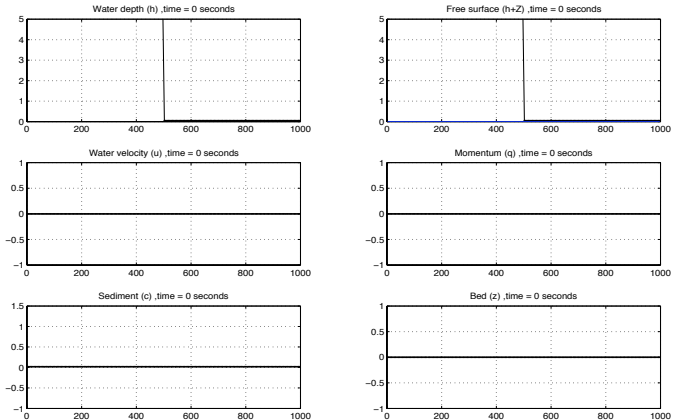 Water depth (h) ,time = 0 seconds
5
4
3
2
1
0
0 200 400 600 800 1000
Free surface (h+Z) ,time = 0 seconds
5
4
3
2
1
0
0 200 400 600 800 1000
Water velocity (u) ,time = 0 seconds
1
0.5
0
−0.5
−1
0 200 400 600 800 1000
Momentum (q) ,time = 0 seconds
1
0.5
0
−0.5
−1
0 200 400 600 800 1000
Sediment (c) ,time = 0 seconds
1.5
1
0.5
0
−0.5
−1
0 200 400 600 800 1000
Bed (z) ,time = 0 seconds
1
0.5
0
−0.5
−1
0 200 400 600 800 1000